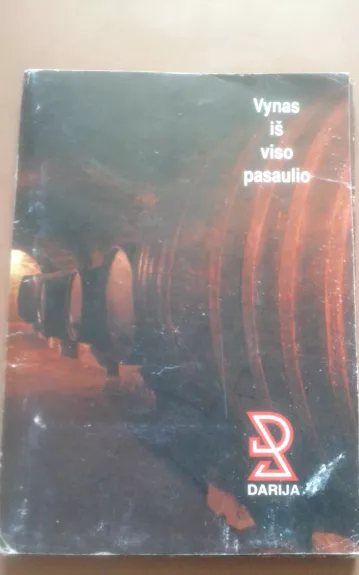 Vynas
iš
viso
pasaulio
DARIJA